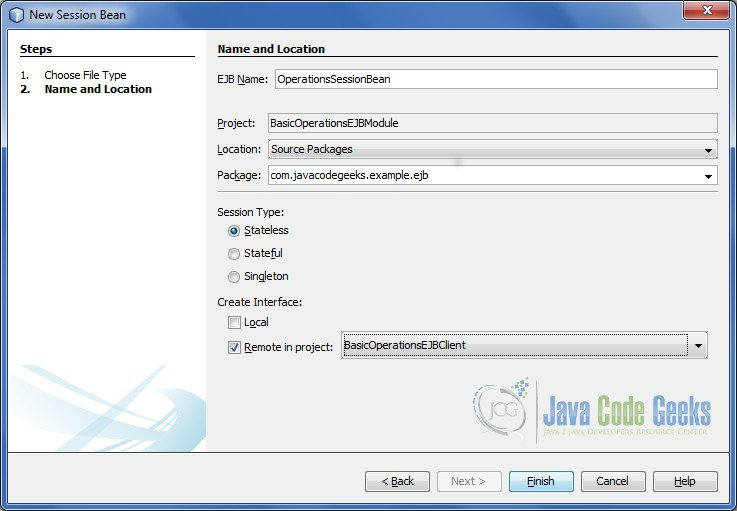 New Session Bean
Steps
1. Choose File Type
2. Name and Location
Name and Location
EJB Name: OperationsSessionBean
Project: BasicOperationsEJBModule
Location: Source Packages
Package: com.javacodegeeks.example.ejb
Session Type:
Stateless
Stateful
Singleton
Create Interface:
Local
Remote in project: BasicOperationsEJBClient
JCG
Java Code Geeks
Java 2 Java Developers Resource Center
< Back
Next >
Finish
Cancel
Help